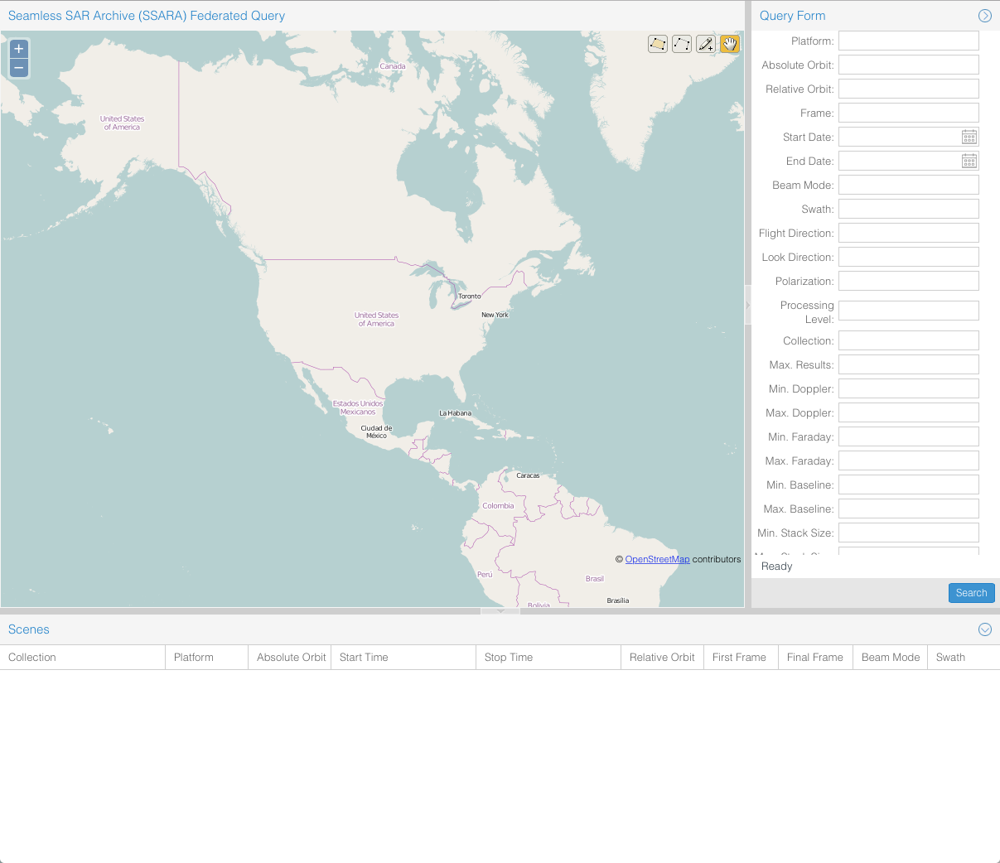 Seamless SAR Archive (SSARA) Federated Query
+
−
Canada
United States
of America
Toronto
New York
United States
of America
Estados Unidos
Mexicanos
La Habana
Ciudad de
México
Caracas
Colombia
© OpenStreetMap contributors
Perú
Brasil
Brasília
Bolivia
Query Form
Platform:
Absolute Orbit:
Relative Orbit:
Frame:
Start Date:
End Date:
Beam Mode:
Swath:
Flight Direction:
Look Direction:
Polarization:
Processing
Level:
Collection:
Max. Results:
Min. Doppler:
Max. Doppler:
Min. Faraday:
Max. Faraday:
Min. Baseline:
Max. Baseline:
Min. Stack Size:
Ready
Search
Scenes
Collection Platform Absolute Orbit Start Time Stop Time Relative Orbit First Frame Final Frame Beam Mode Swath